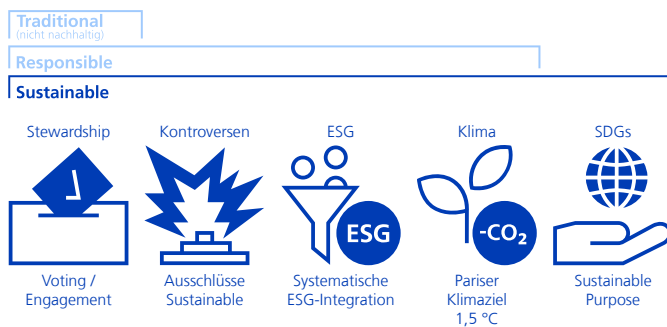 Traditional
(nicht nachhaltig)
Responsible
Sustainable
Stewardship
Kontroversen
ESG
Klima
SDGs
ESG
-CO₂
Voting /
Engagement
Ausschlüsse
Sustainable
Systematische
ESG-Integration
Pariser
Klimaziel
1,5 °C
Sustainable
Purpose